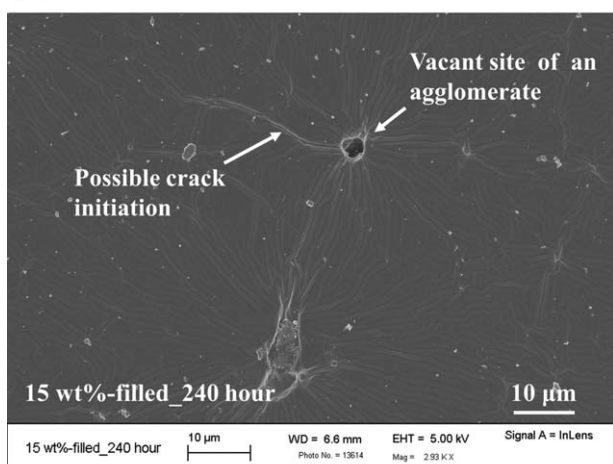 Vacant site of an
agglomerate
Possible crack
initiation
15 wt%-filled_240 hour
10 μm
15 wt%-filled_240 hour
10 μm
WD = 6.6 mm
Photo No. = 13614
EHT = 5.00 kV
Mag = 2.93 K X
Signal A = InLens